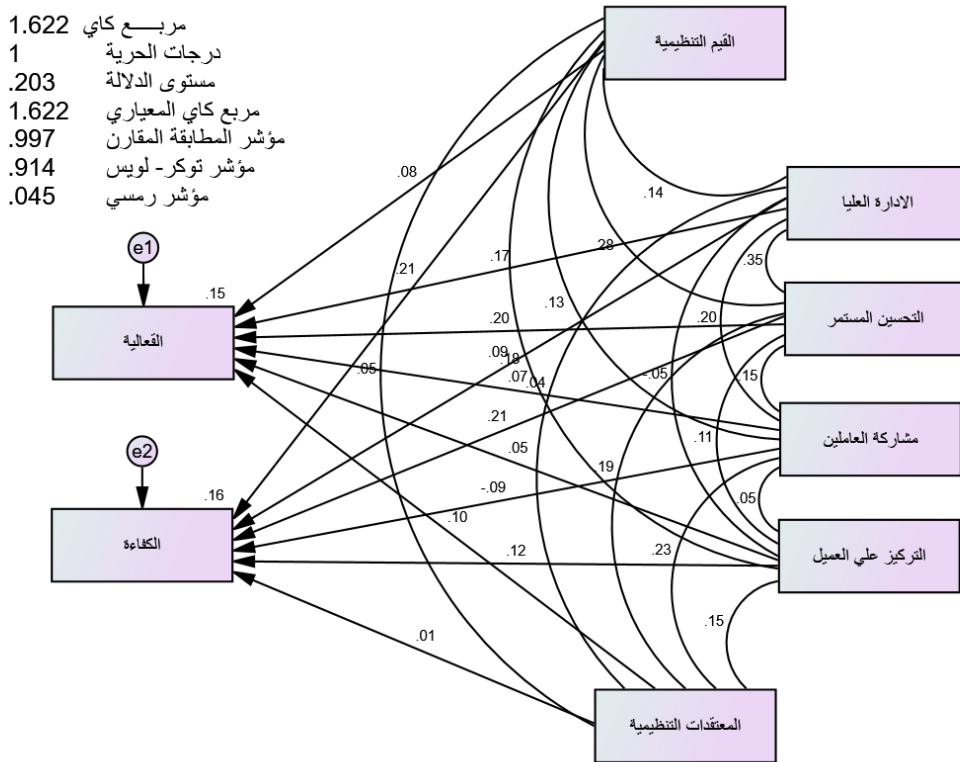 1.622 مربع كاي
1 درجات الحرية
.203 مستوى الدلالة
1.622 مربع كاي المعياري
.997 مؤشر المطابقة المقارن
.914 مؤشر توكر- لويس
.045 مؤشر رمسي
القيم التنظيمية
.08
.14
الادارة العليا
e1
.21
.17
.28
.35
.15
.13
التحسين المستمر
الفعالية
.20
.20
.09
.18
.05
.07
.04
-.05
.15
.21
مشاركة العاملين
.05
.11
e2
.19
-.09
.05
.16
.10
.23
.12
التركيز علي العميل
الكفاءة
.15
.01
المعتقدات التنظيمية